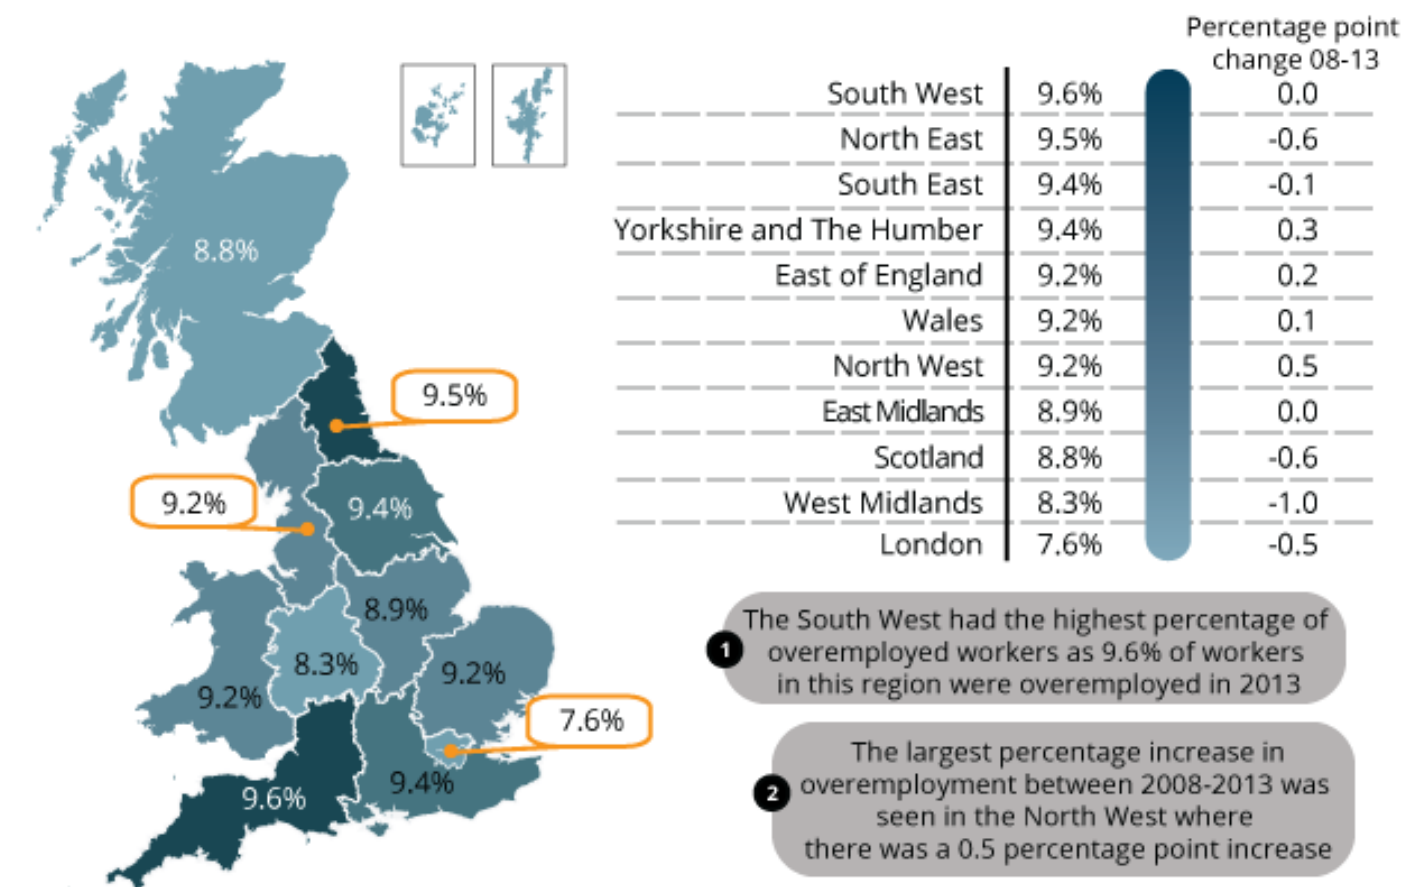 Percentage point
change 08-13
South West 9.6% 0.0
North East 9.5% -0.6
South East 9.4% -0.1
Yorkshire and The Humber 9.4% 0.3
East of England 9.2% 0.2
Wales 9.2% 0.1
North West 9.2% 0.5
East Midlands 8.9% 0.0
Scotland 8.8% -0.6
West Midlands 8.3% -1.0
London 7.6% -0.5
8.8%
9.5%
9.2%
9.4%
8.9%
8.3%
9.2%
9.2%
7.6%
9.4%
9.6%
1
The South West had the highest percentage of
overemployed workers as 9.6% of workers
in this region were overemployed in 2013
2
The largest percentage increase in
overemployment between 2008-2013 was
seen in the North West where
there was a 0.5 percentage point increase